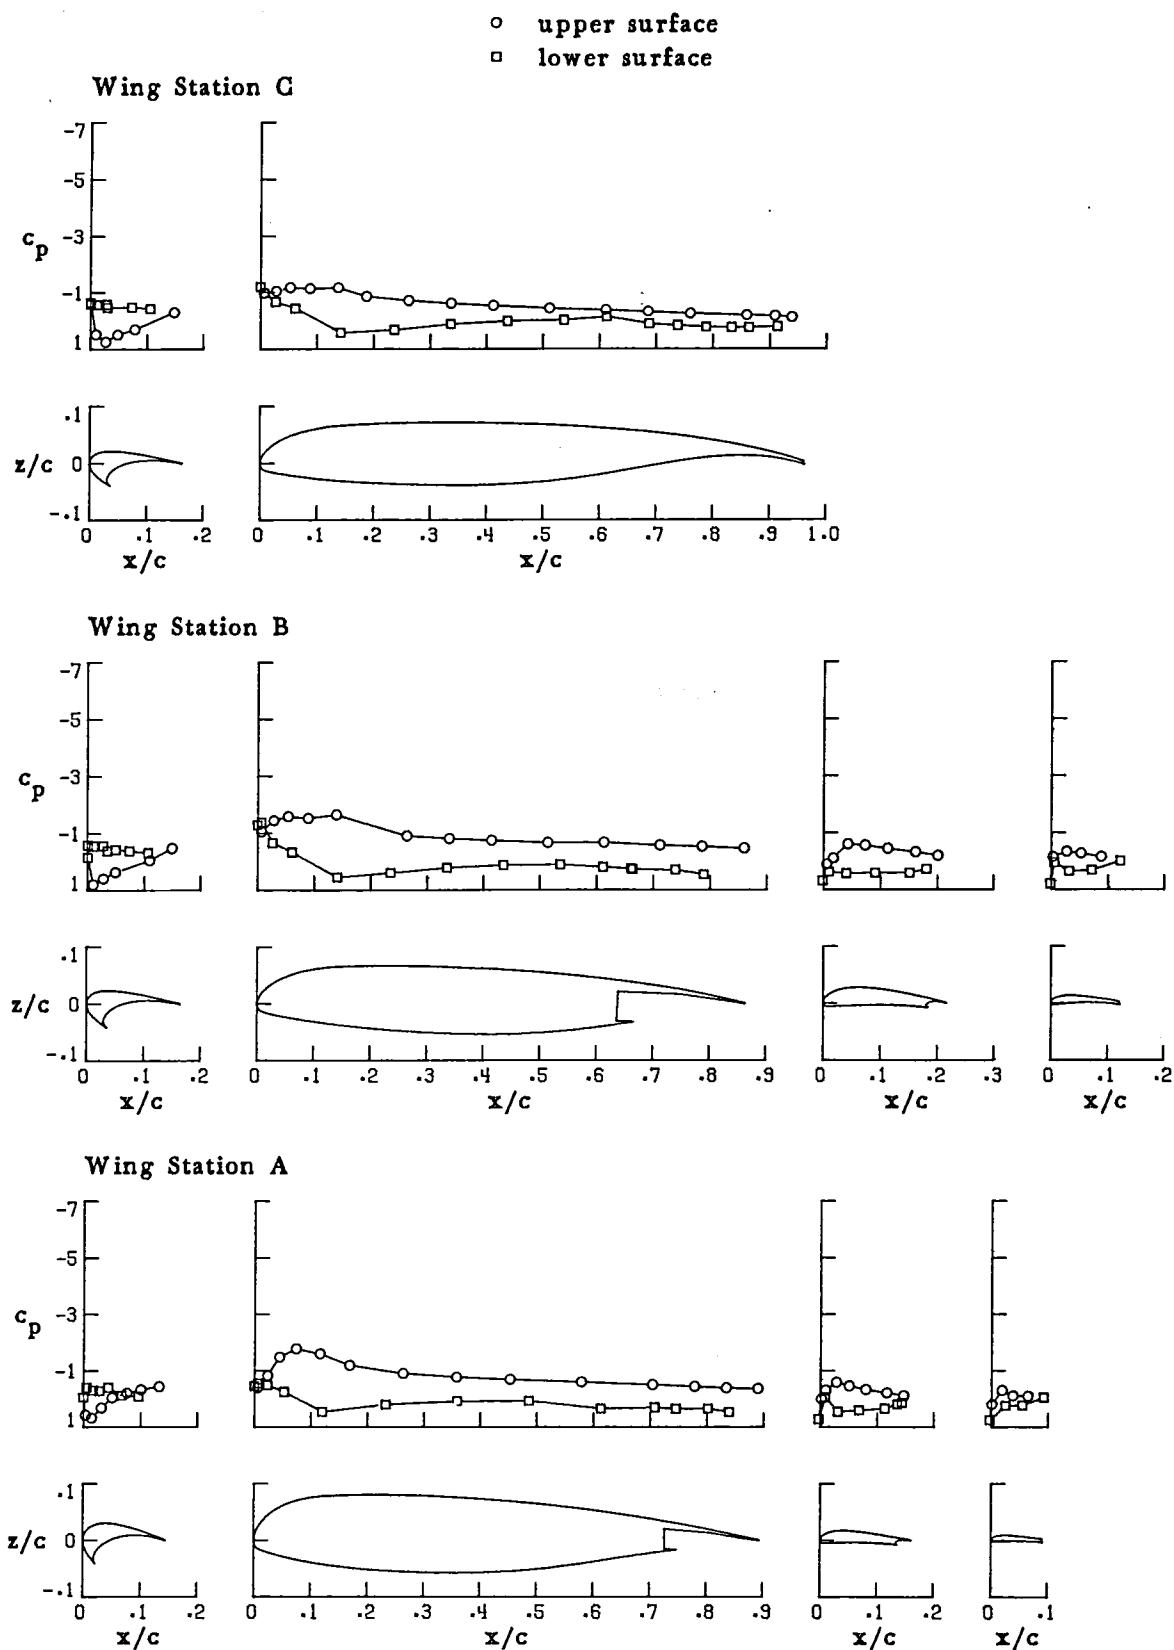 upper surface
lower surface
Wing Station C
-7
-5
-3
-1
1
c_p
.1
0
-.1
z/c
0 .1 .2
0 .1 .2 .3 .4 .5 .6 .7 .8 .9 1.0
x/c x/c
Wing Station B
-7
-5
-3
-1
1
c_p
.1
0
-.1
z/c
0 .1 .2
0 .1 .2 .3 .4 .5 .6 .7 .8 .9
0 .1 .2 .3
0 .1 .2
x/c x/c x/c x/c
Wing Station A
-7
-5
-3
-1
1
c_p
.1
0
-.1
z/c
0 .1 .2
0 .1 .2 .3 .4 .5 .6 .7 .8 .9
0 .1 .2
0 .1
x/c x/c x/c x/c